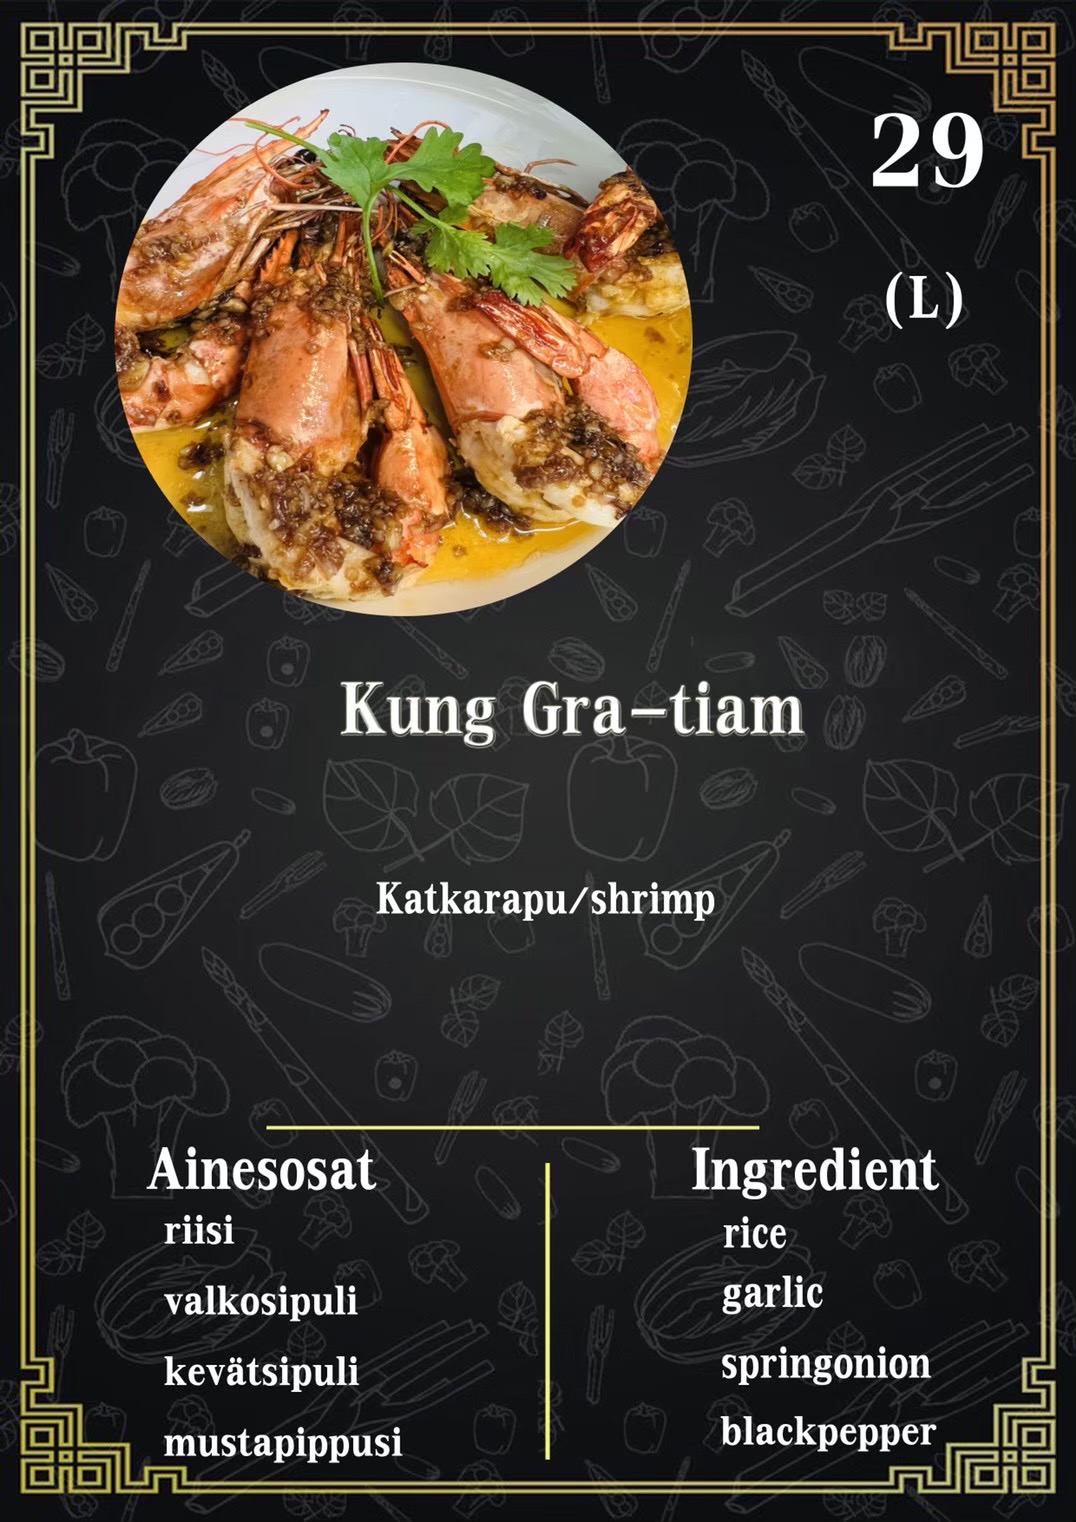 29
(L)
Kung Gra-tiam
Katkarapu/shrimp
Ainesosat
riisi
valkosipuli
kevätsipuli
mustapippusi
Ingredient
rice
garlic
springonion
blackpepper